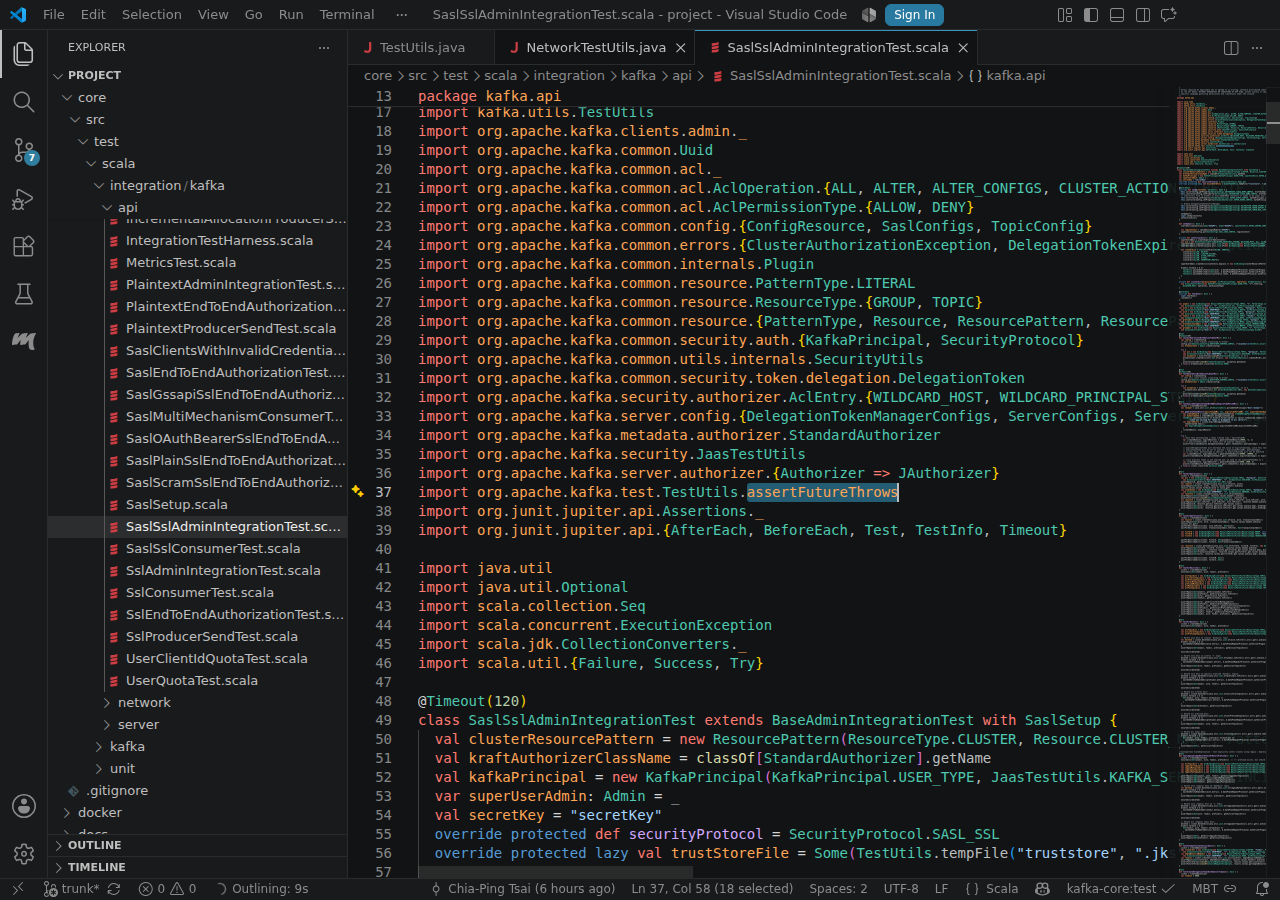 File Edit Selection View Go Run Terminal ··· SaslSslAdminIntegrationTest.scala - project - Visual Studio Code Sign In
EXPLORER ···
TestUtils.java NetworkTestUtils.java SaslSslAdminIntegrationTest.scala ···
core > src > test > scala > integration > kafka > api > SaslSslAdminIntegrationTest.scala > { } kafka.api
PROJECT
core
src
test
scala
integration / kafka
api
IntegrationTestHarness.scala
MetricsTest.scala
PlaintextAdminIntegrationTest.s...
PlaintextEndToEndAuthorization...
PlaintextProducerSendTest.scala
SaslClientsWithInvalidCredentia...
SaslEndToEndAuthorizationTest....
SaslGssapiSslEndToEndAuthoriz...
SaslMultiMechanismConsumerT...
SaslOAuthBearerSslEndToEndA...
SaslPlainSslEndToEndAuthorizat...
SaslScramSslEndToEndAuthoriz...
SaslSetup.scala
SaslSslAdminIntegrationTest.sc...
SaslSslConsumerTest.scala
SslAdminIntegrationTest.scala
SslConsumerTest.scala
SslEndToEndAuthorizationTest.s...
SslProducerSendTest.scala
UserClientIdQuotaTest.scala
UserQuotaTest.scala
network
server
kafka
unit
.gitignore
docker
docs
OUTLINE
TIMELINE
7
13 package kafka.api
17 import kafka.utils.TestUtils
18 import org.apache.kafka.clients.admin._
19 import org.apache.kafka.common.Uuid
20 import org.apache.kafka.common.acl._
21 import org.apache.kafka.common.acl.AclOperation.{ALL, ALTER, ALTER_CONFIGS, CLUSTER_ACTIO
22 import org.apache.kafka.common.acl.AclPermissionType.{ALLOW, DENY}
23 import org.apache.kafka.common.config.{ConfigResource, SaslConfigs, TopicConfig}
24 import org.apache.kafka.common.errors.{ClusterAuthorizationException, DelegationTokenExpi
25 import org.apache.kafka.common.internals.Plugin
26 import org.apache.kafka.common.resource.PatternType.LITERAL
27 import org.apache.kafka.common.resource.ResourceType.{GROUP, TOPIC}
28 import org.apache.kafka.common.resource.{PatternType, Resource, ResourcePattern, Resource
29 import org.apache.kafka.common.security.auth.{KafkaPrincipal, SecurityProtocol}
30 import org.apache.kafka.common.utils.internals.SecurityUtils
31 import org.apache.kafka.common.security.token.delegation.DelegationToken
32 import org.apache.kafka.security.authorizer.AclEntry.{WILDCARD_HOST, WILDCARD_PRINCIPAL_S
33 import org.apache.kafka.server.config.{DelegationTokenManagerConfigs, ServerConfigs, Serve
34 import org.apache.kafka.metadata.authorizer.StandardAuthorizer
35 import org.apache.kafka.security.JaasTestUtils
36 import org.apache.kafka.server.authorizer.{Authorizer => JAuthorizer}
37 import org.apache.kafka.test.TestUtils.assertFutureThrows
38 import org.junit.jupiter.api.Assertions._
39 import org.junit.jupiter.api.{AfterEach, BeforeEach, Test, TestInfo, Timeout}
40
41 import java.util
42 import java.util.Optional
43 import scala.collection.Seq
44 import scala.concurrent.ExecutionException
45 import scala.jdk.CollectionConverters._
46 import scala.util.{Failure, Success, Try}
47
48 @Timeout(120)
49 class SaslSslAdminIntegrationTest extends BaseAdminIntegrationTest with SaslSetup {
50 val clusterResourcePattern = new ResourcePattern(ResourceType.CLUSTER, Resource.CLUSTER
51 val kraftAuthorizerClassName = classOf[StandardAuthorizer].getName
52 val kafkaPrincipal = new KafkaPrincipal(KafkaPrincipal.USER_TYPE, JaasTestUtils.KAFKA_SE
53 var superUserAdmin: Admin = _
54 val secretKey = "secretKey"
55 override protected def securityProtocol = SecurityProtocol.SASL_SSL
56 override protected lazy val trustStoreFile = Some(TestUtils.tempFile("truststore", ".jks
57
trunk* 0 0 Outlining: 9s Chia-Ping Tsai (6 hours ago) Ln 37, Col 58 (18 selected) Spaces: 2 UTF-8 LF { } Scala kafka-core:test MBT